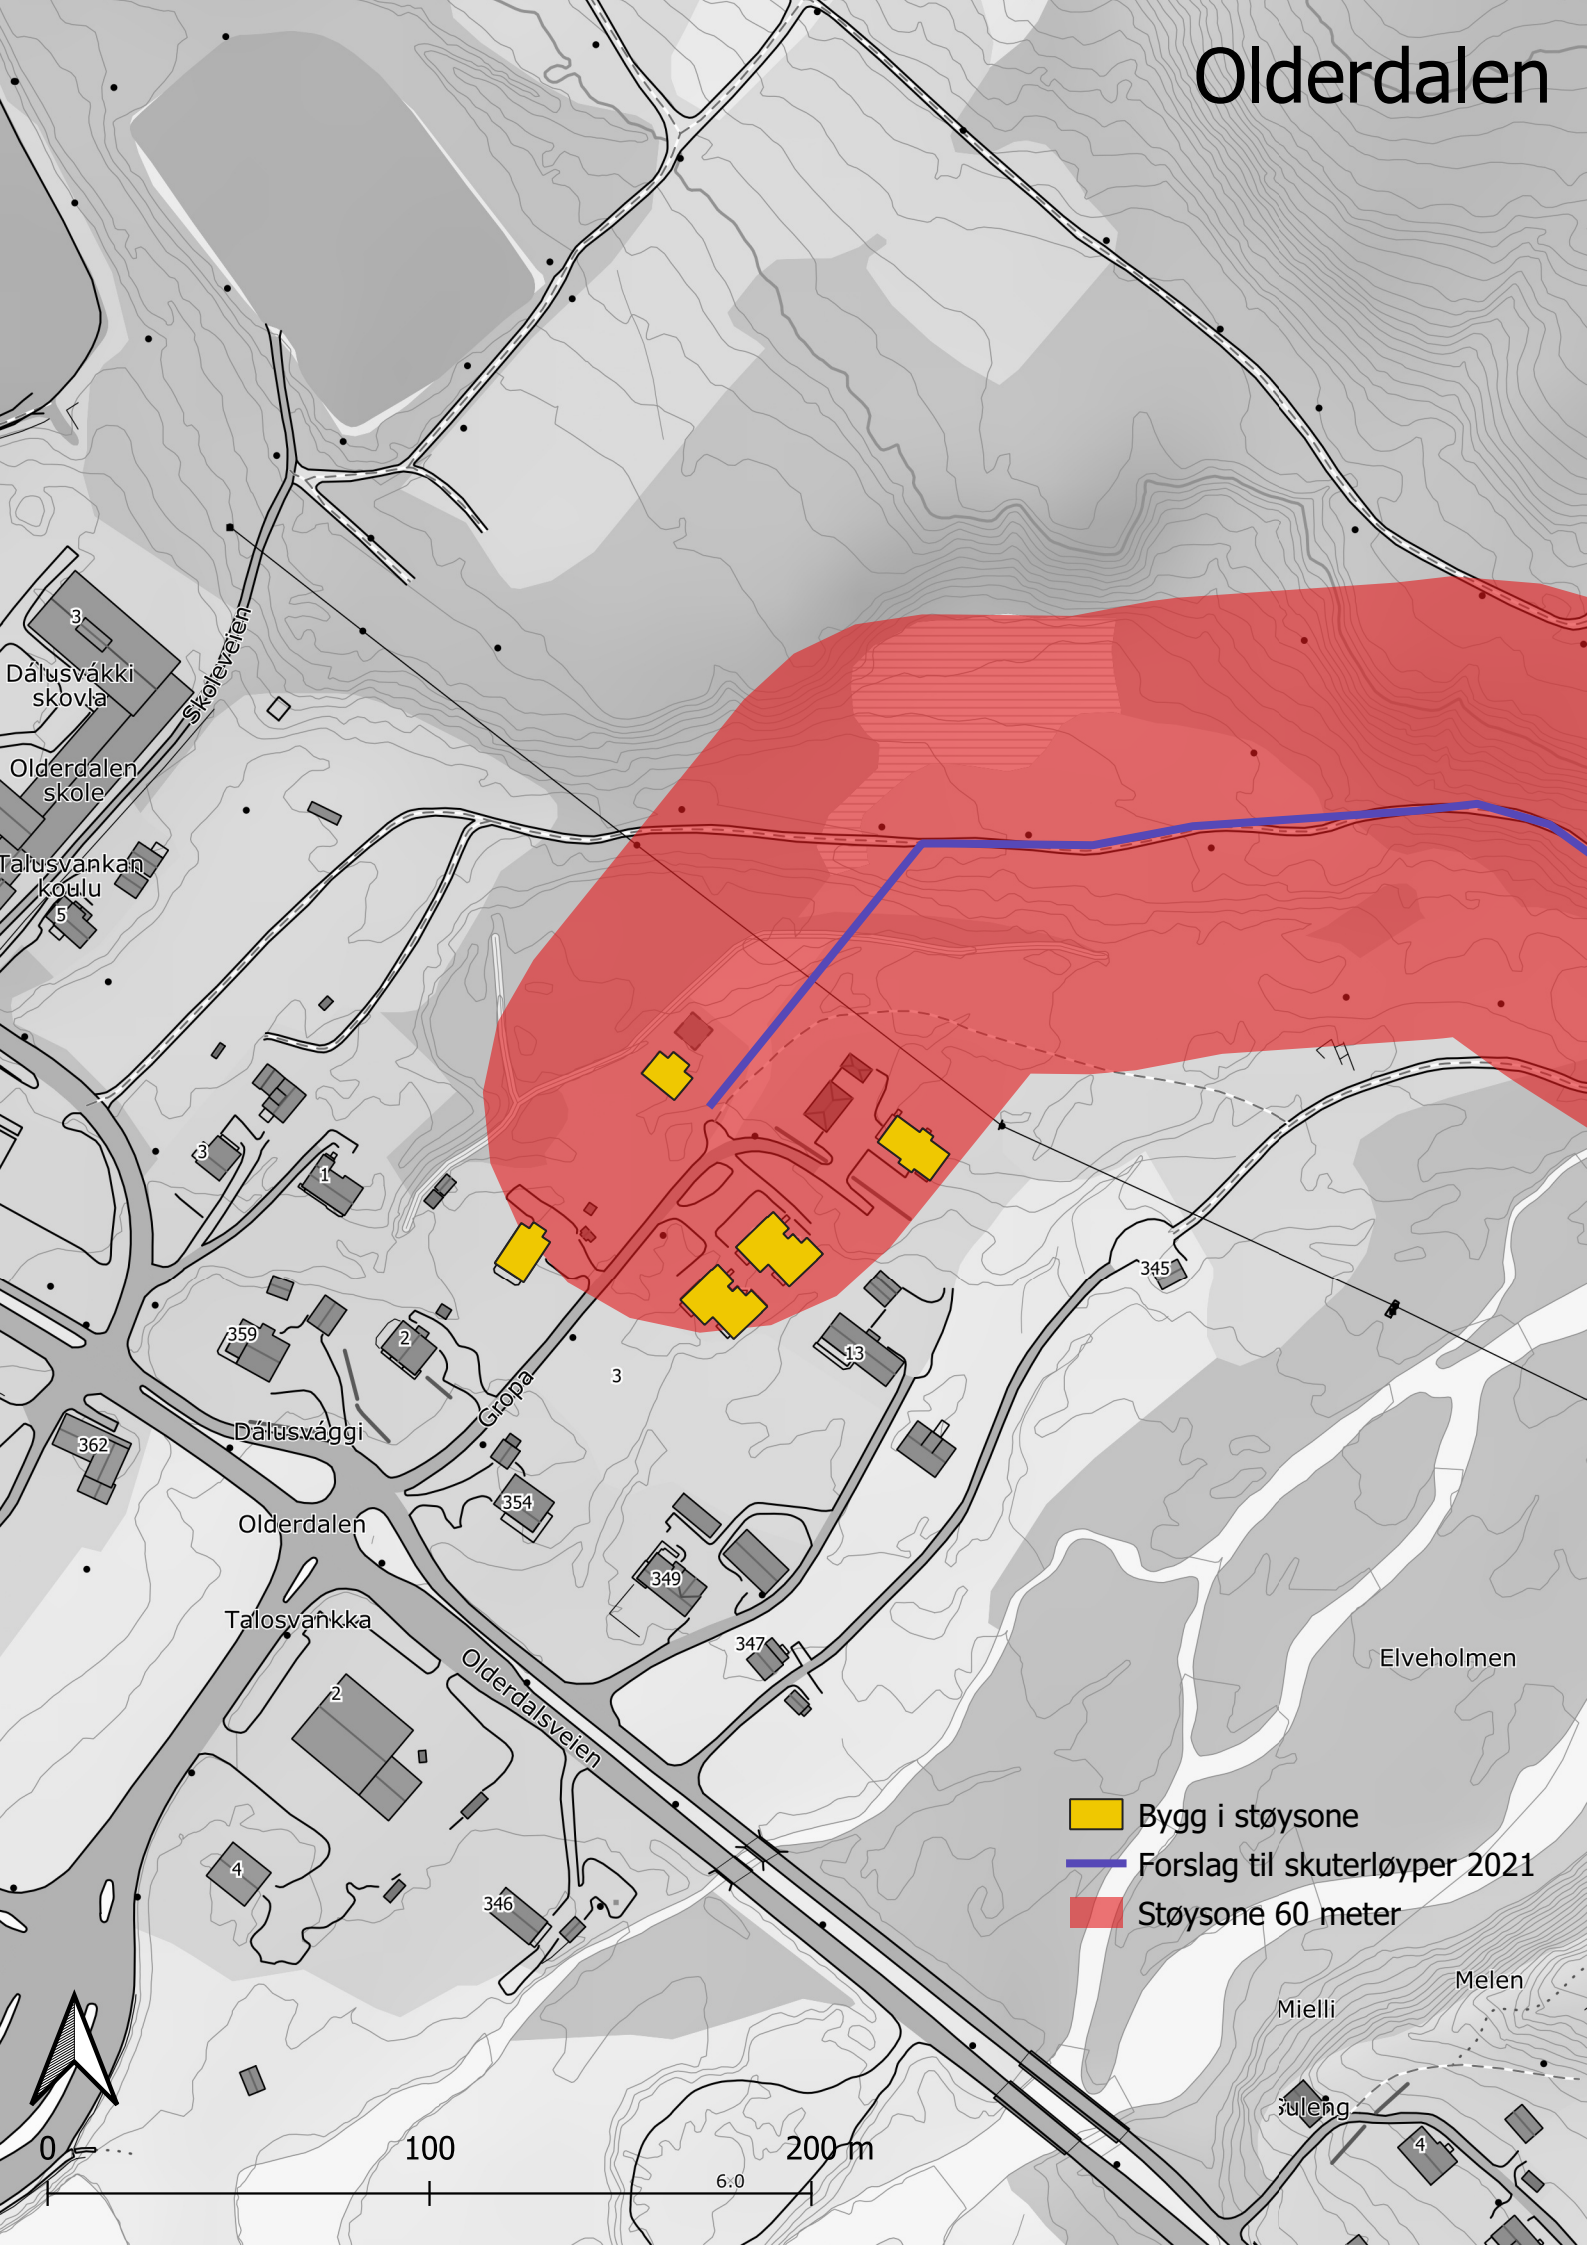 Olderdalen
3
Dálusvákki
skovla
Skoleveien
Olderdalen
skole
Talusvankan
koulu
5
3
1
345
359
2
13
3
Gropa
Dálusvággi
362
354
Olderdalen
349
Talosvankka
347
Olderdalsveien
Elveholmen
2
Bygg i støysone
Forslag til skuterløyper 2021
Støysone 60 meter
4
346
Melen
Mielli
Suleng
4
0
100
200 m
6.0